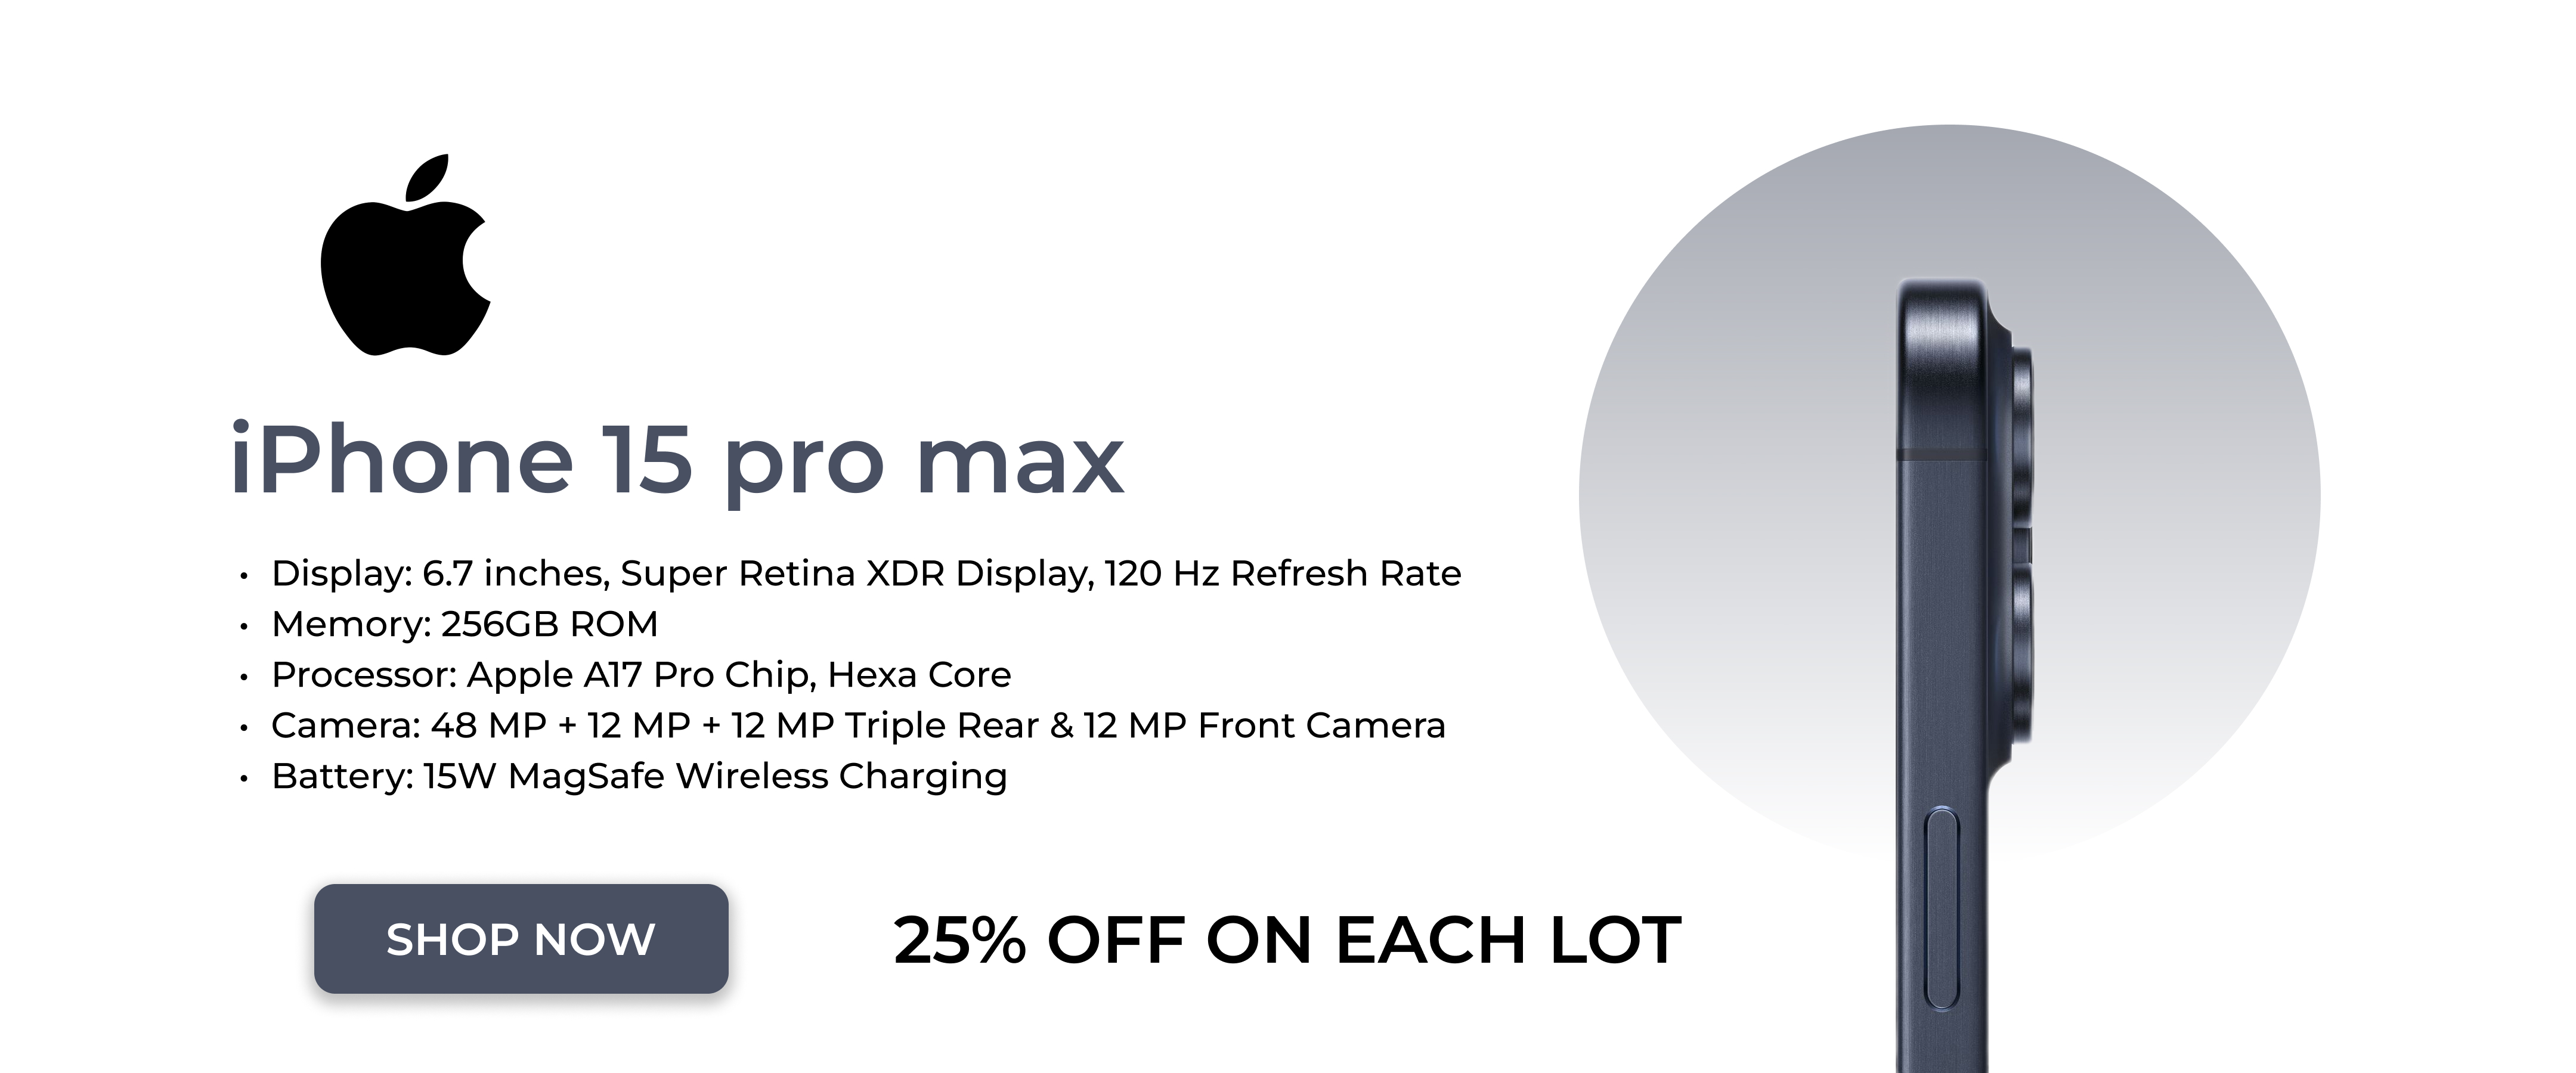 iPhone 15 pro max
• Display: 6.7 inches, Super Retina XDR Display, 120 Hz Refresh Rate
• Memory: 256GB ROM
• Processor: Apple A17 Pro Chip, Hexa Core
• Camera: 48 MP + 12 MP + 12 MP Triple Rear & 12 MP Front Camera
• Battery: 15W MagSafe Wireless Charging
SHOP NOW
25% OFF ON EACH LOT